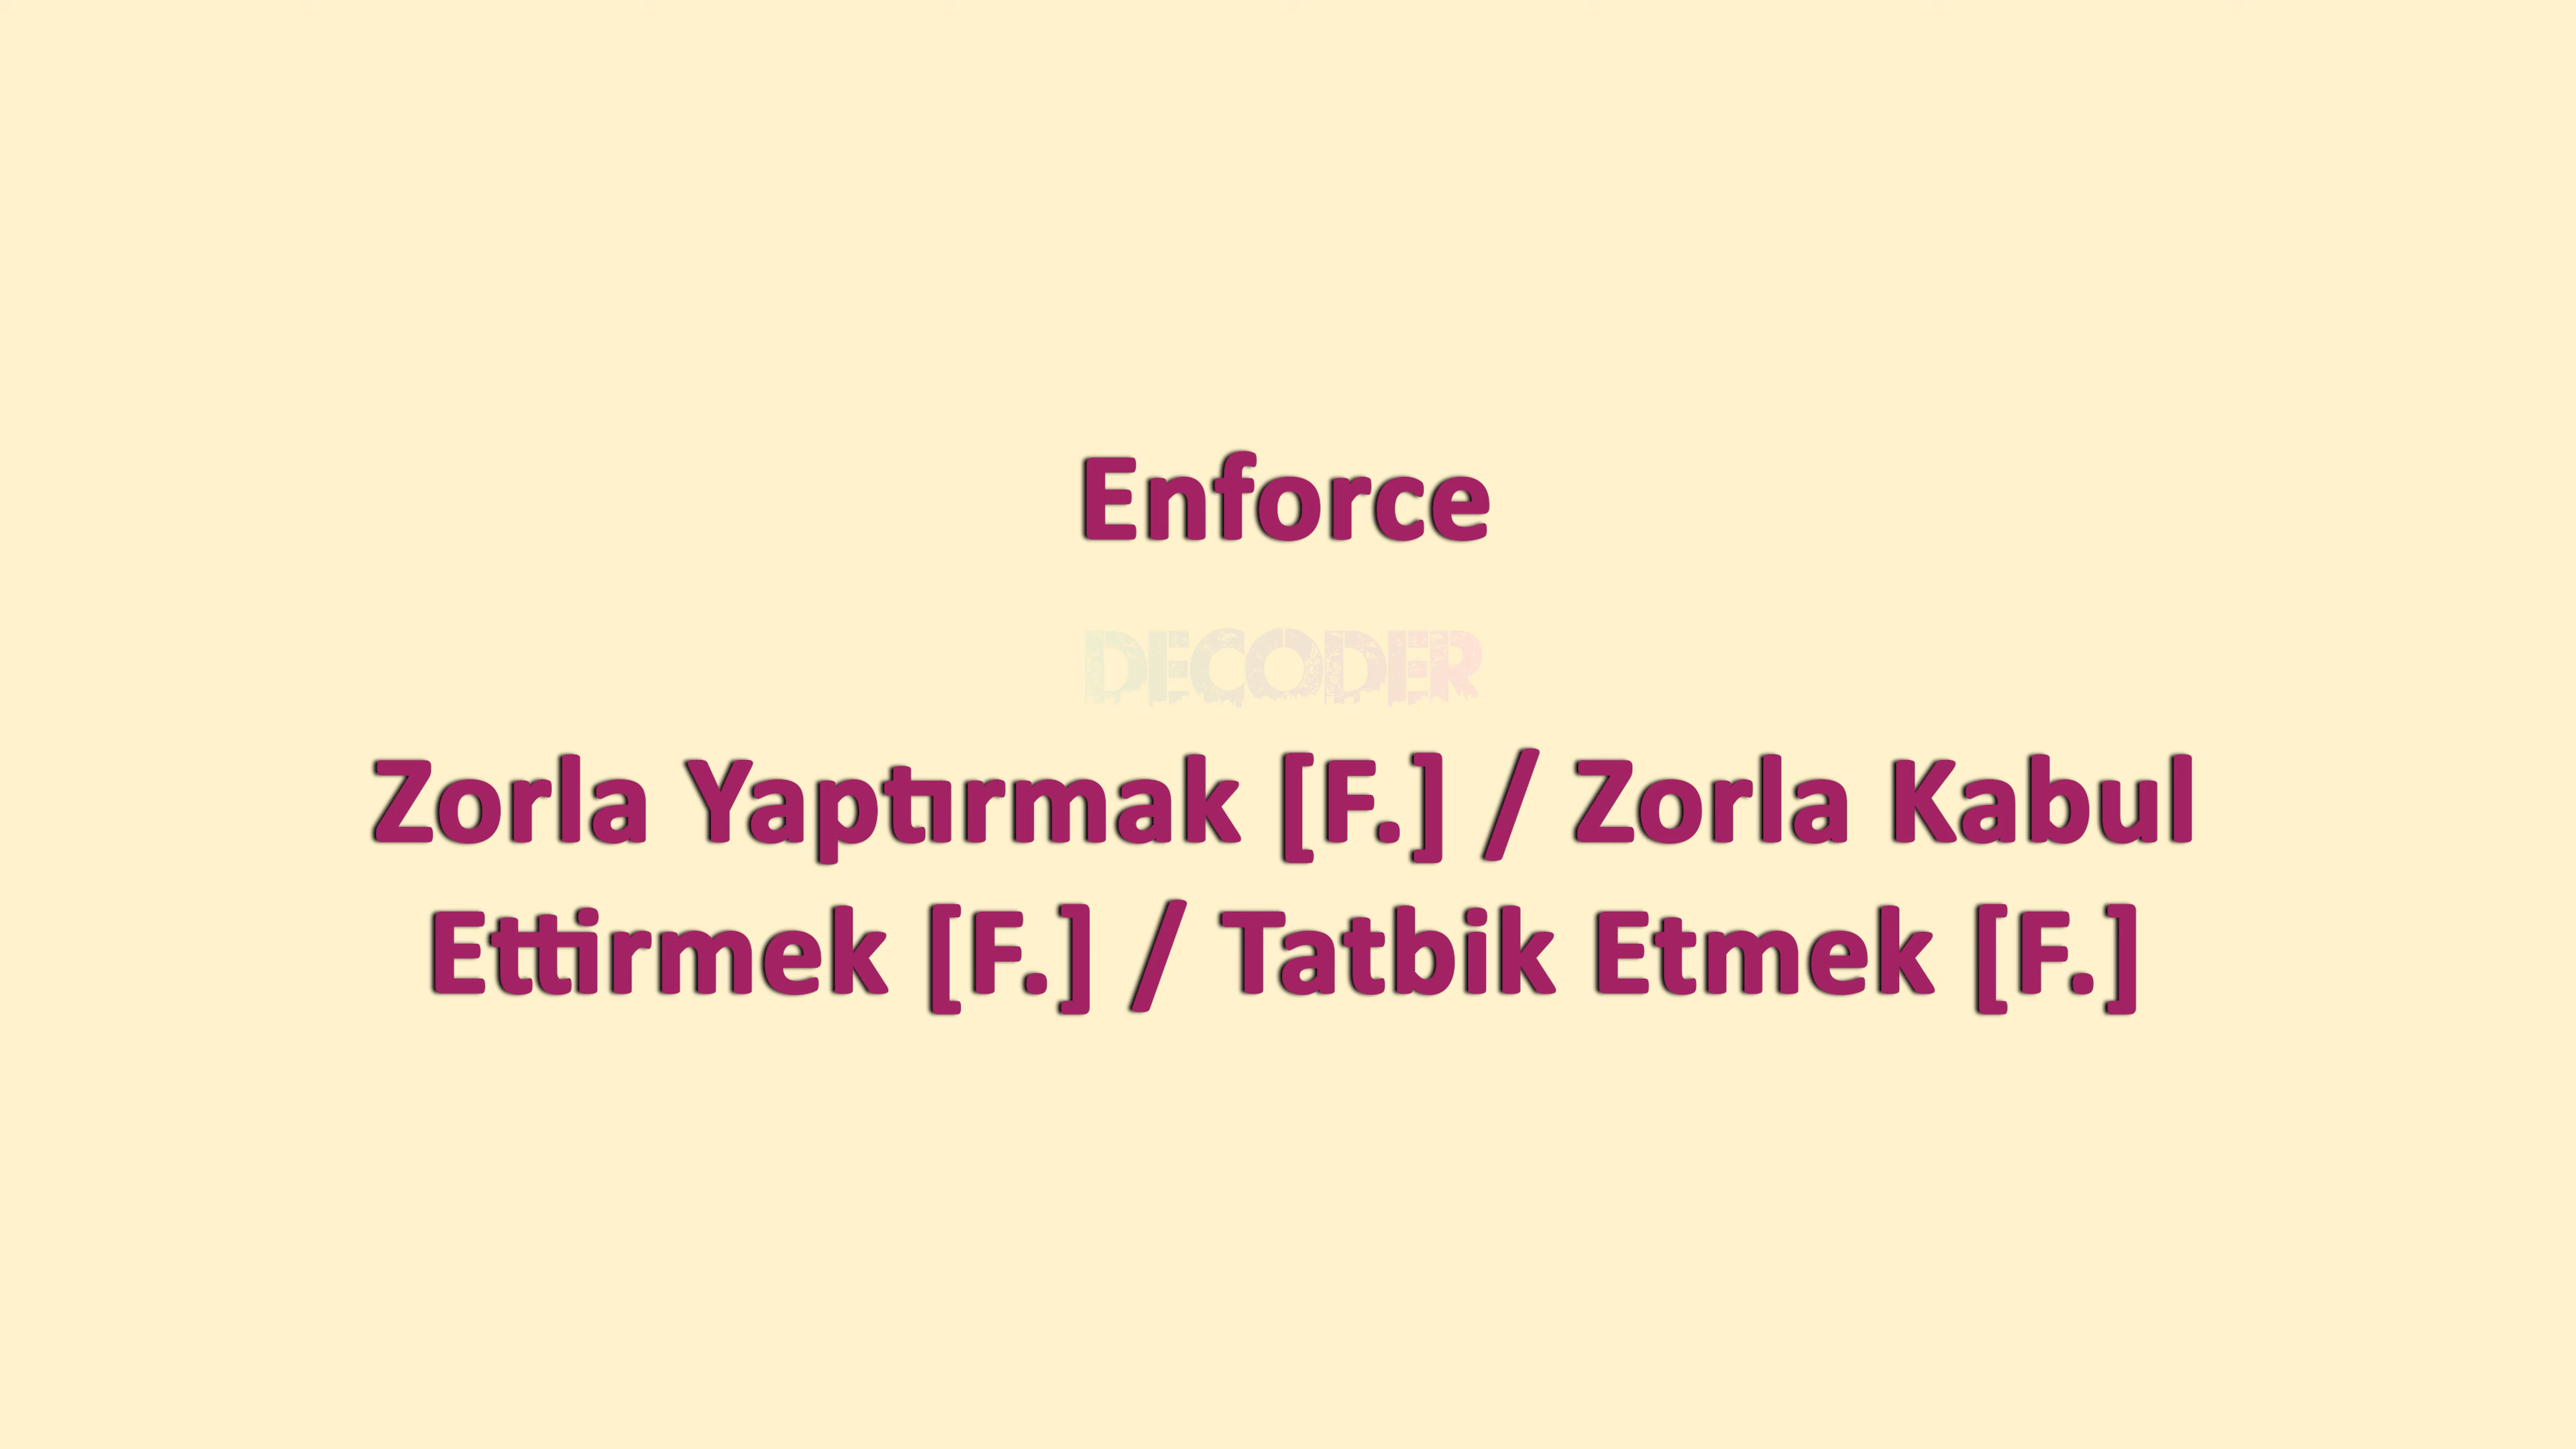 Enforce
DECODER
Zorla Yaptırmak [F.] / Zorla Kabul
Ettirmek [F.] / Tatbik Etmek [F.]